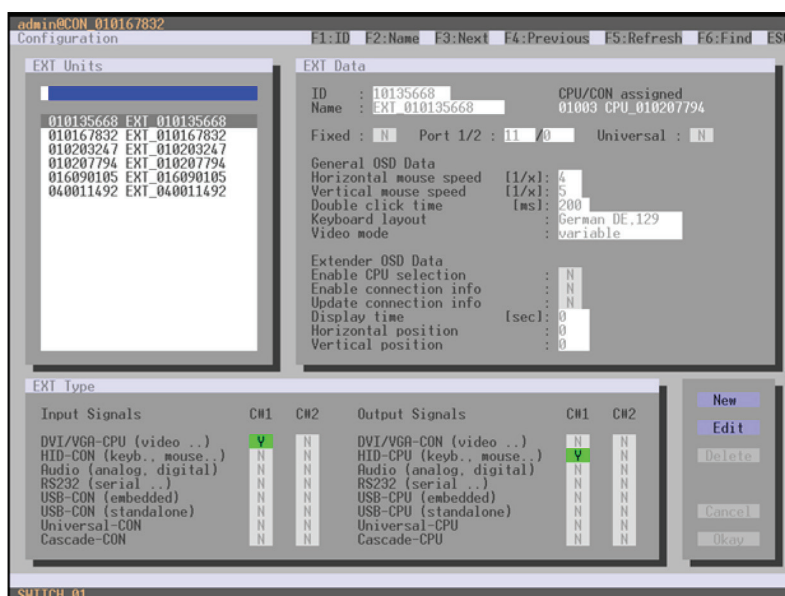 admin@CON_010167832
Configuration F1:ID F2:Name F3:Next F4:Previous F5:Refresh F6:Find ESC
EXT Units
010135668 EXT_010135668
010167832 EXT_010167832
010203247 EXT_010203247
010207794 EXT_010207794
016090105 EXT_016090105
040011492 EXT_040011492
EXT Data
ID : 10135668 CPU/CON assigned
Name : EXT_010135668 01003 CPU_010207794
Fixed : N Port 1/2 : 11 /0 Universal : N
General OSD Data
Horizontal mouse speed [1/x]: 4
Vertical mouse speed [1/x]: 5
Double click time [ms]: 200
Keyboard layout : German DE,129
Video mode : variable
Extender OSD Data
Enable CPU selection : N
Enable connection info : N
Update connection info : N
Display time [sec]: 0
Horizontal position : 0
Vertical position : 0
EXT Type
Input Signals C#1 C#2 Output Signals C#1 C#2
DVI/VGA-CPU (video ..) Y N DVI/VGA-CON (video ..) N N
HID-CON (keyb., mouse..) N N HID-CPU (keyb., mouse..) Y N
Audio (analog, digital) N N Audio (analog, digital) N N
RS232 (serial ..) N N RS232 (serial ..) N N
USB-CON (embedded) N N USB-CPU (embedded) N N
USB-CON (standalone) N N USB-CPU (standalone) N N
Universal-CON N N Universal-CPU N N
Cascade-CON N N Cascade-CPU N N
New
Edit
Delete
Cancel
Okay
SWITCH_01